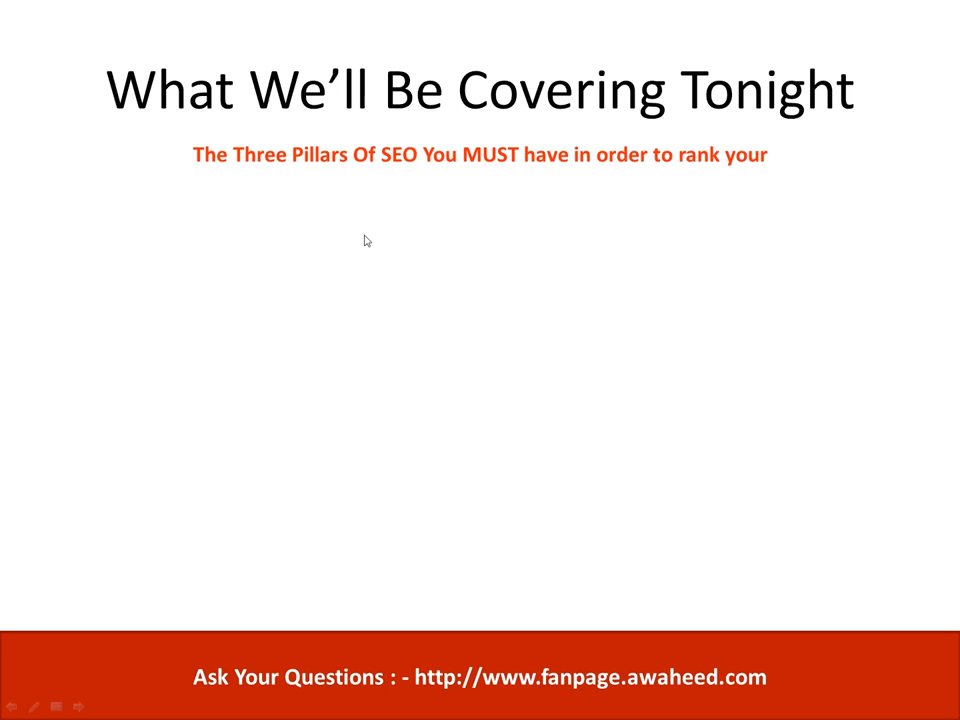 What We’ll Be Covering Tonight
The Three Pillars Of SEO You MUST have in order to rank your
Ask Your Questions : - http://www.fanpage.awaheed.com